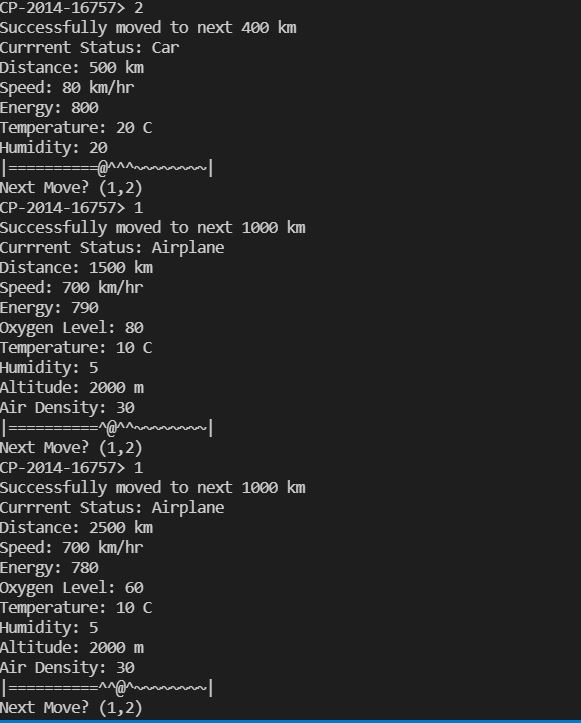 CP-2014-16757> 2
Successfully moved to next 400 km
Currrent Status: Car
Distance: 500 km
Speed: 80 km/hr
Energy: 800
Temperature: 20 C
Humidity: 20
|==========@^^^~~~~~~~~|
Next Move? (1,2)
CP-2014-16757> 1
Successfully moved to next 1000 km
Currrent Status: Airplane
Distance: 1500 km
Speed: 700 km/hr
Energy: 790
Oxygen Level: 80
Temperature: 10 C
Humidity: 5
Altitude: 2000 m
Air Density: 30
|==========^@^^~~~~~~~~|
Next Move? (1,2)
CP-2014-16757> 1
Successfully moved to next 1000 km
Currrent Status: Airplane
Distance: 2500 km
Speed: 700 km/hr
Energy: 780
Oxygen Level: 60
Temperature: 10 C
Humidity: 5
Altitude: 2000 m
Air Density: 30
|==========^^@^~~~~~~~~|
Next Move? (1,2)